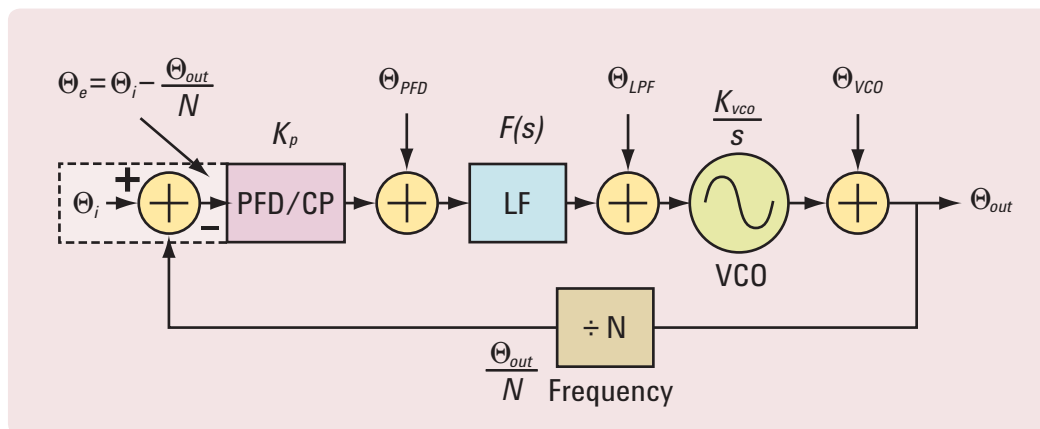 Θe = Θi − Θout/N
ΘPFD
ΘLPF
Kvco/s
ΘVCO
Kp
F(s)
+
Θi
−
PFD/CP
LF
Θout
VCO
÷ N
Θout/N
Frequency